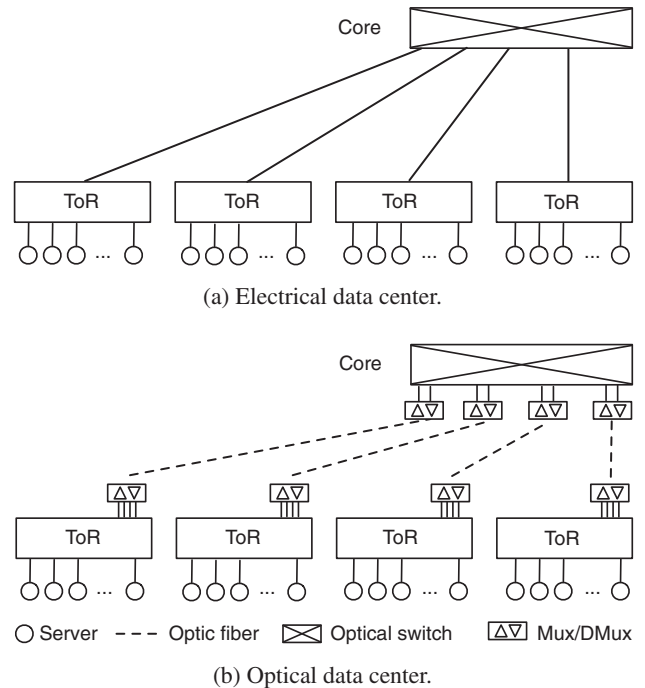 Core
ToR ToR ToR ToR
... ... ... ...
(a) Electrical data center.
Core
ToR ToR ToR ToR
... ... ... ...
Server Optic fiber Optical switch Mux/DMux
(b) Optical data center.